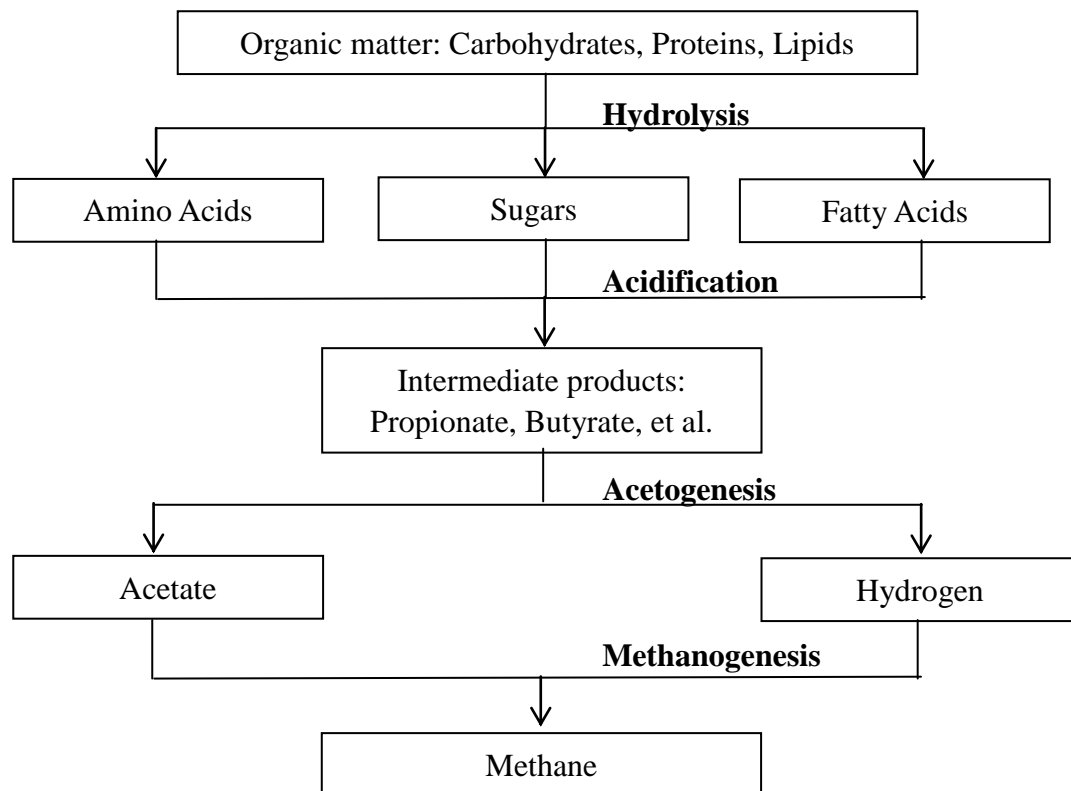 Organic matter: Carbohydrates, Proteins, Lipids
Hydrolysis
Amino Acids
Sugars
Fatty Acids
Acidification
Intermediate products:
Propionate, Butyrate, et al.
Acetogenesis
Acetate
Hydrogen
Methanogenesis
Methane